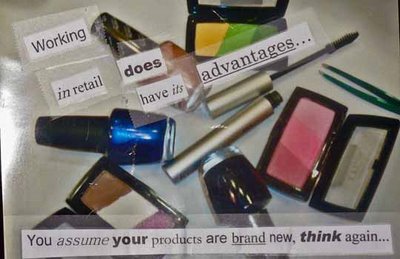 Working does
in retail have its advantages...
You assume your products are brand new, think again...